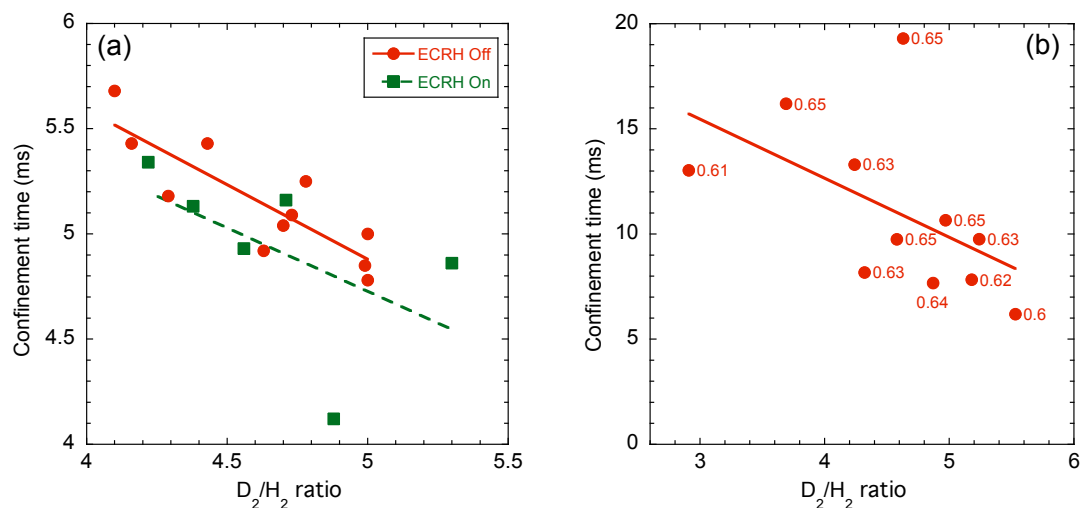 (a)
ECRH Off
ECRH On
Confinement time (ms)
6
5.5
5
4.5
4
4 4.5 5 5.5
D₂/H₂ ratio
(b)
Confinement time (ms)
20
15
10
5
0
0.65
0.65
0.61
0.63
0.65
0.65
0.63
0.63
0.62
0.64
0.6
3 4 5 6
D₂/H₂ ratio